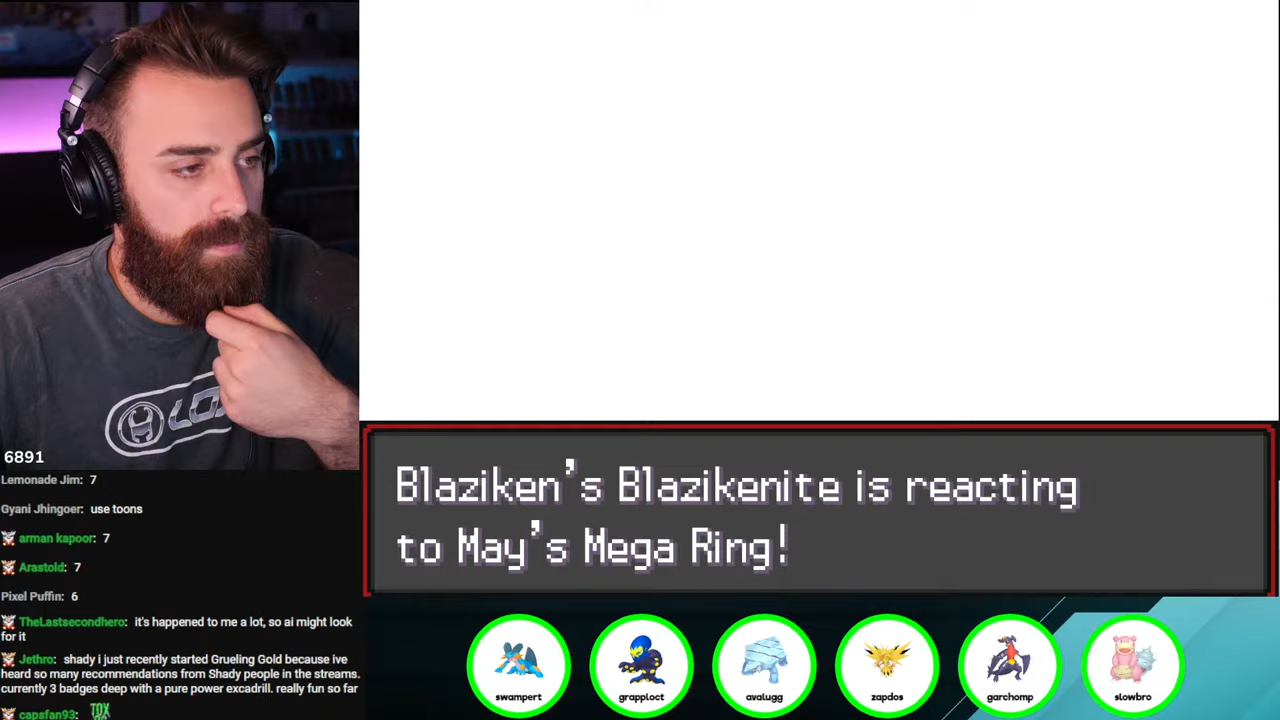 LO
6891
Lemonade Jim: 7
Gyani Jhingoer: use toons
arman kapoor: 7
Arastold: 7
Pixel Puffin: 6
TheLastsecondhero: it's happened to me a lot, so ai might look
for it
Jethro: shady i just recently started Grueling Gold because ive
heard so many recommendations from Shady people in the streams.
currently 3 badges deep with a pure power excadrill. really fun so far
capsfan93: TOX
Blaziken's Blazikenite is reacting
to May's Mega Ring!
swampert
grapploct
avalugg
zapdos
garchomp
slowbro